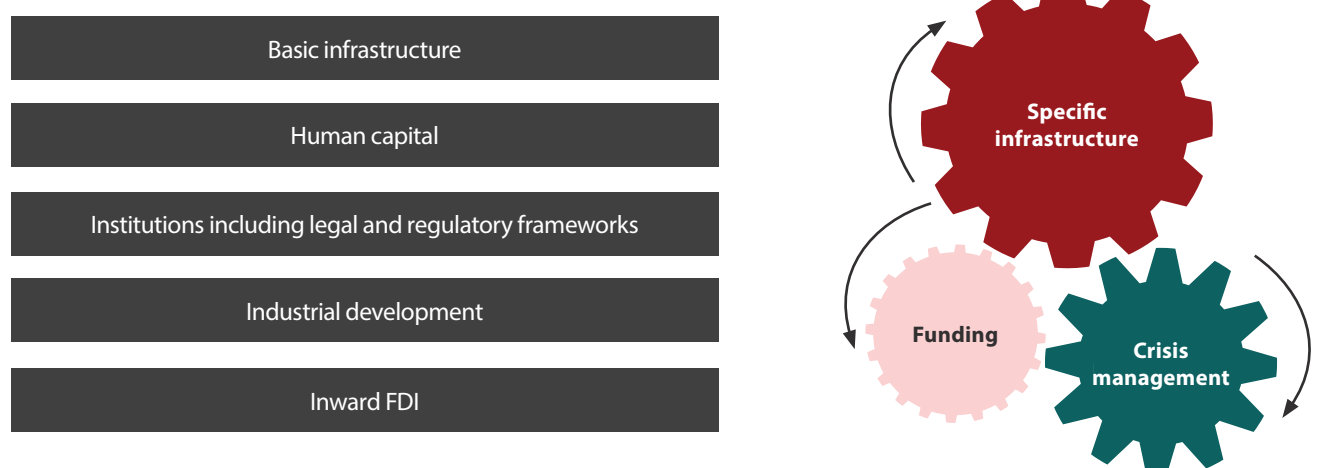 Basic infrastructure
Human capital
Institutions including legal and regulatory frameworks
Industrial development
Inward FDI
Specific
infrastructure
Funding
Crisis
management